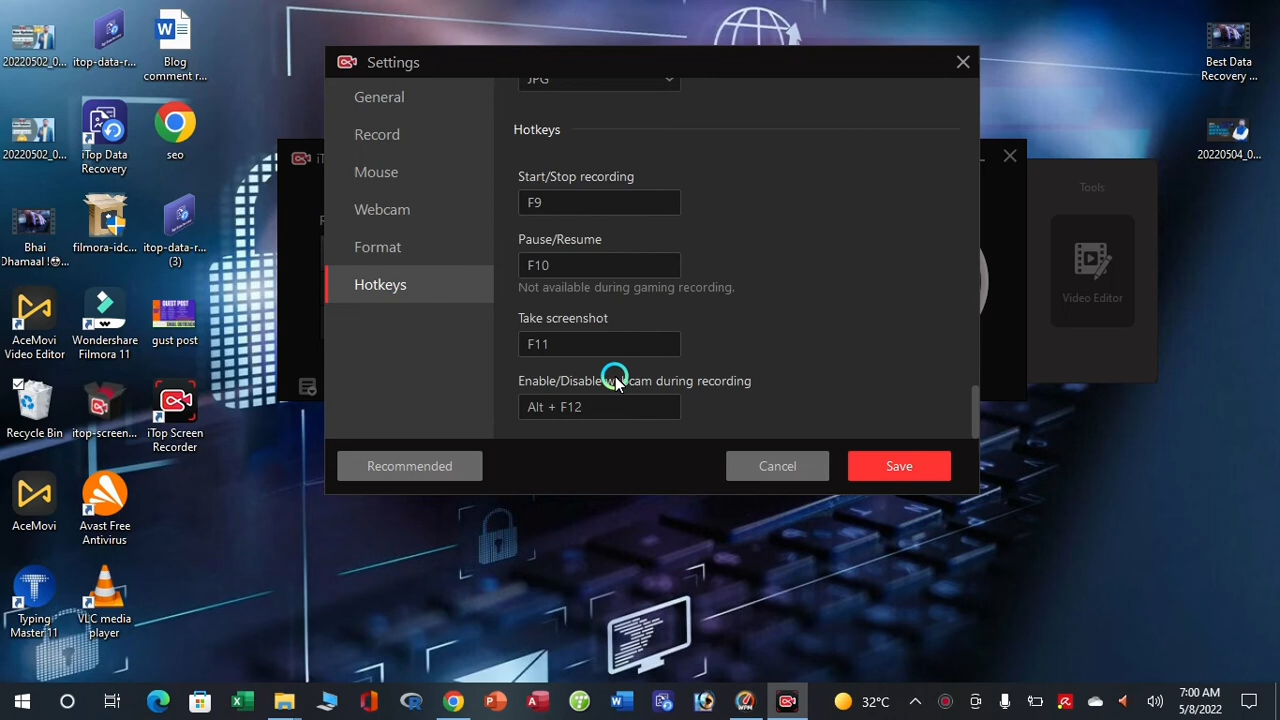 20220502_0...
itop-data-r...
Blog
comment r...
20220502_0...
iTop Data
Recovery
seo
Bhai
Dhamaal !😎...
filmora-idc...
itop-data-r...
(3)
AceMovi
Video Editor
Wondershare
Filmora 11
gust post
Recycle Bin
itop-screen...
iTop Screen
Recorder
AceMovi
Avast Free
Antivirus
Typing
Master 11
VLC media
player
Settings
General
Record
Mouse
Webcam
Format
Hotkeys
JPG
Hotkeys
Start/Stop recording
F9
Pause/Resume
F10
Not available during gaming recording.
Take screenshot
F11
Enable/Disable webcam during recording
Alt + F12
Recommended
Cancel
Save
Tools
Video Editor
Best Data
Recovery ...
20220504_0...
32°C
7:00 AM
5/8/2022